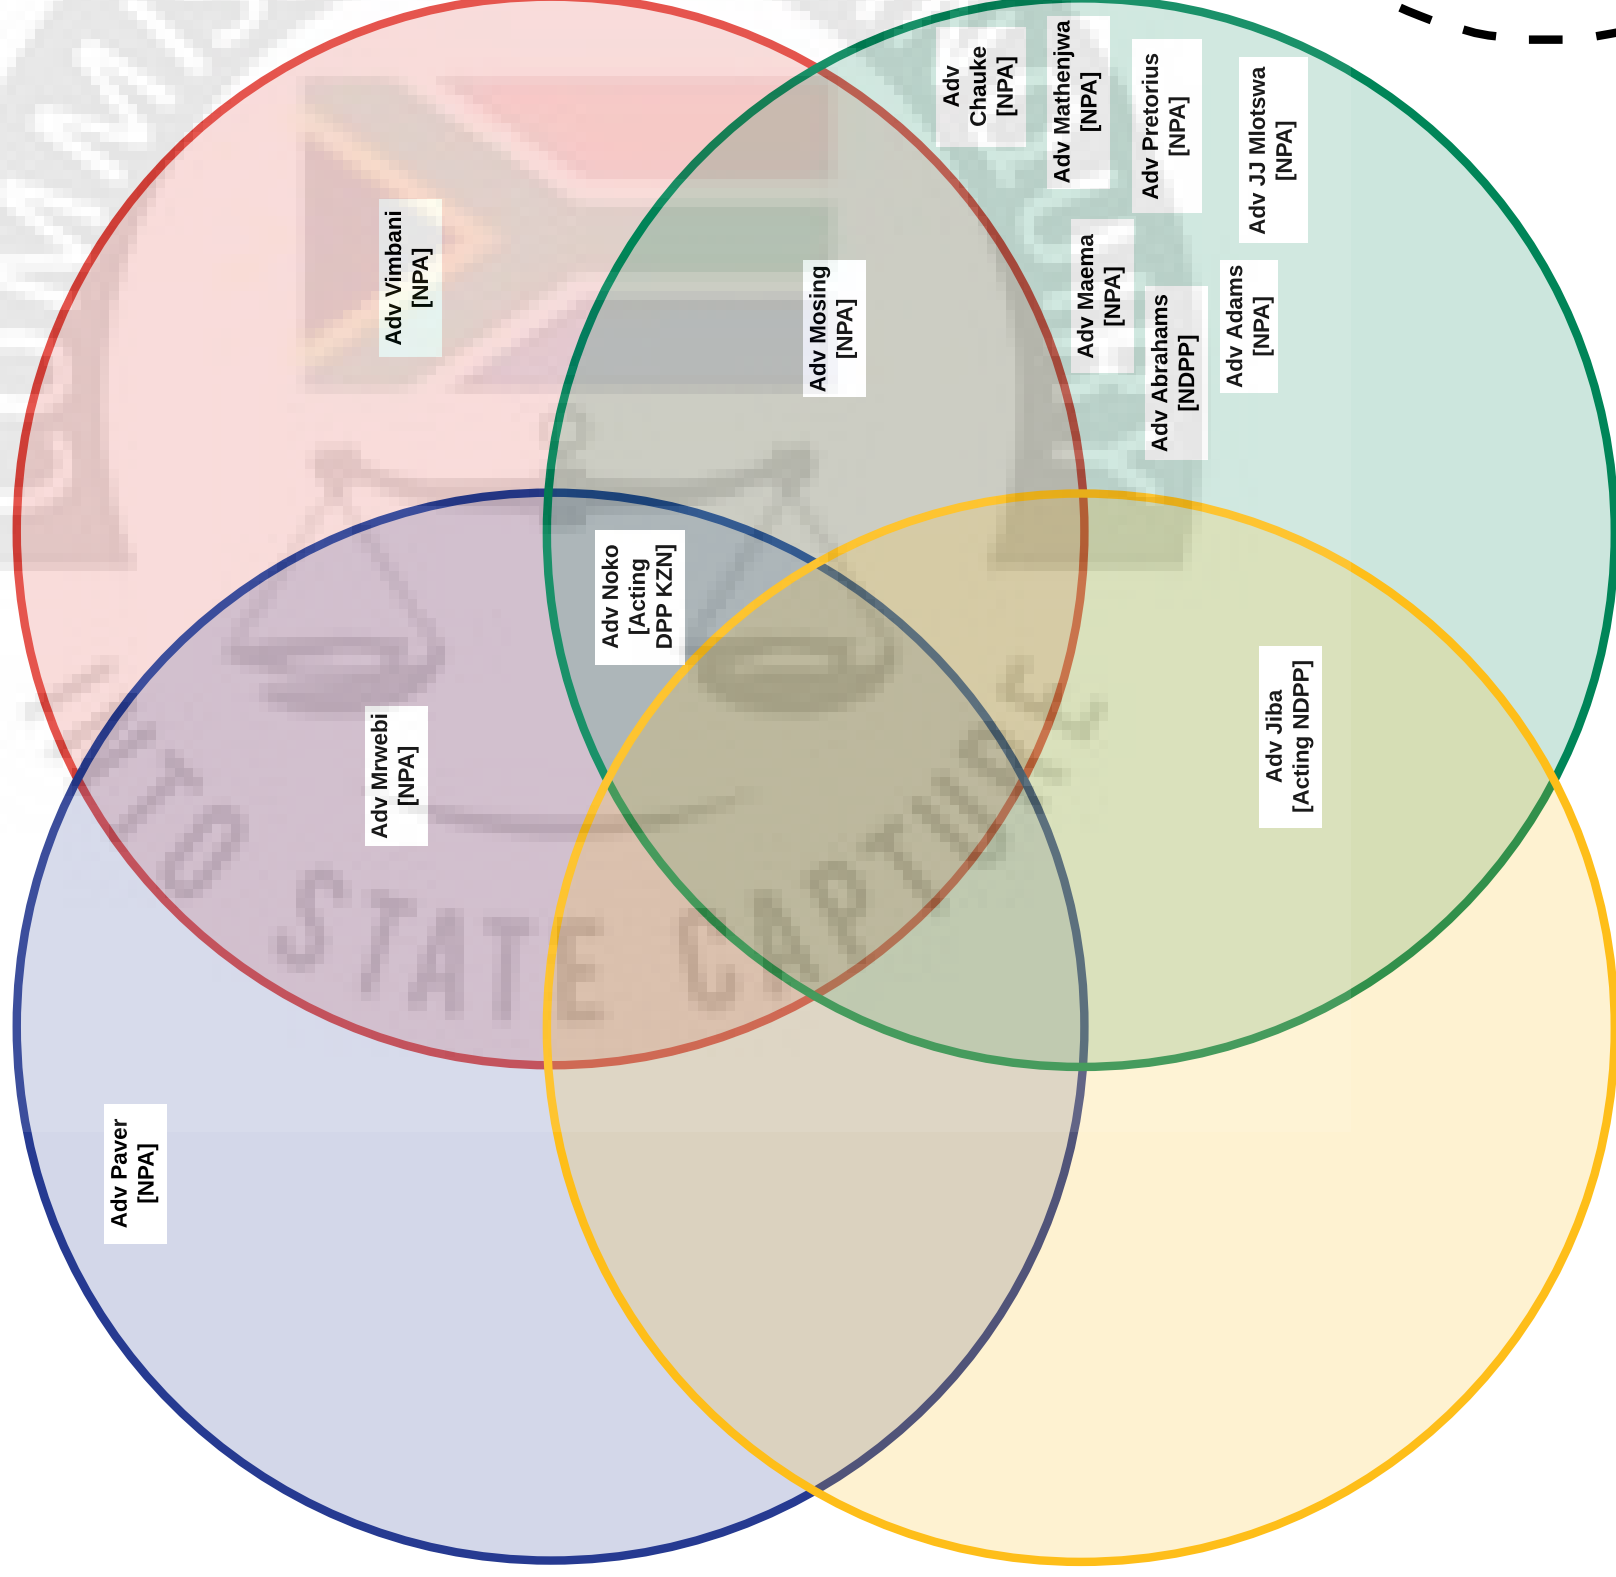 Adv
Chauke
[NPA]
Adv Mathenjwa
[NPA]
Adv Pretorius
[NPA]
Adv JJ Mlotswa
[NPA]
Adv Vimbani
[NPA]
Adv Mosing
[NPA]
Adv Maema
[NPA]
Adv Abrahams
[NDPP]
Adv Adams
[NPA]
Adv Noko
[Acting
DPP KZN]
Adv Mrwebi
[NPA]
Adv Jiba
[Acting NDPP]
Adv Paver
[NPA]
INTO STATE CAPTURE